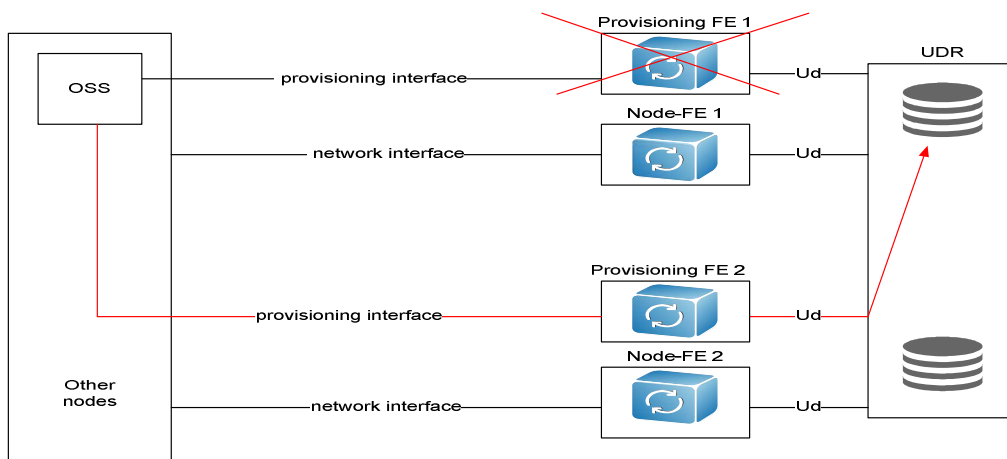 Provisioning FE 1
UDR
OSS
provisioning interface
Ud
Node-FE 1
network interface
Ud
Provisioning FE 2
provisioning interface
Ud
Node-FE 2
Other
nodes
network interface
Ud